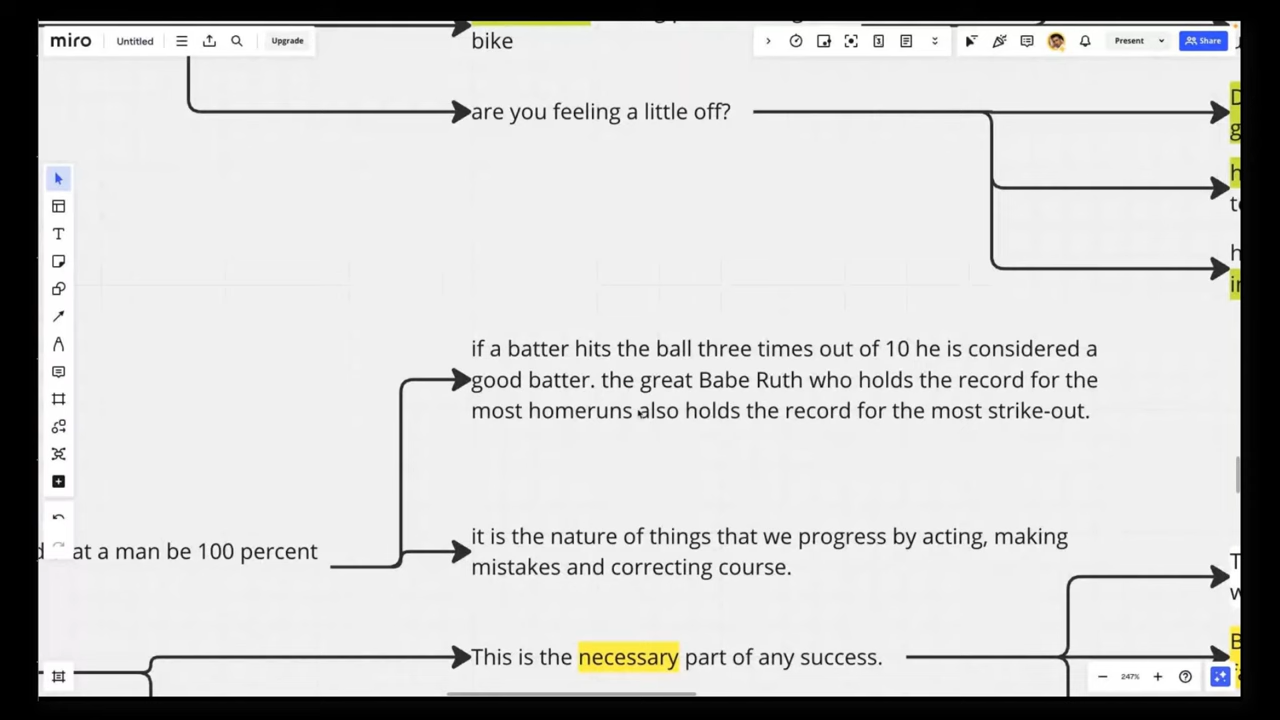 bike
miro Untitled Upgrade Present Share
are you feeling a little off?
if a batter hits the ball three times out of 10 he is considered a
good batter. the great Babe Ruth who holds the record for the
most homeruns also holds the record for the most strike-out.
it is the nature of things that we progress by acting, making
mistakes and correcting course.
at a man be 100 percent
This is the necessary part of any success.
247%